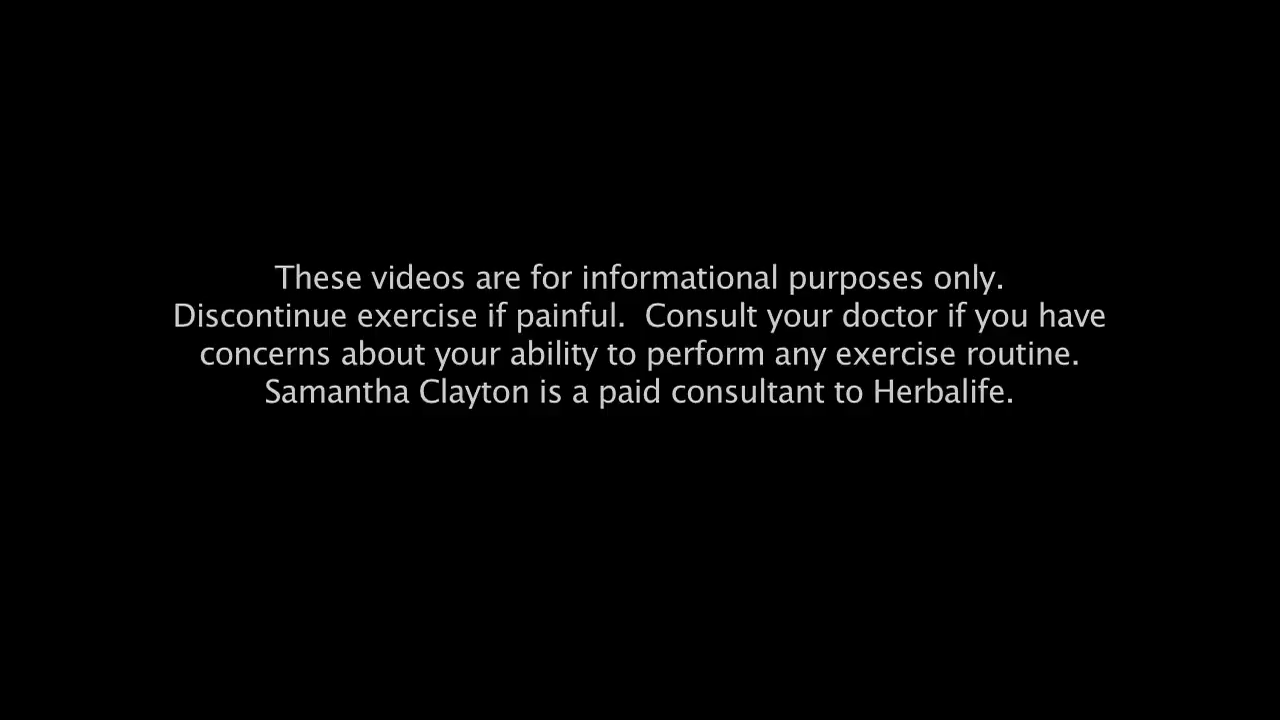 These videos are for informational purposes only.
Discontinue exercise if painful.  Consult your doctor if you have
concerns about your ability to perform any exercise routine.
Samantha Clayton is a paid consultant to Herbalife.